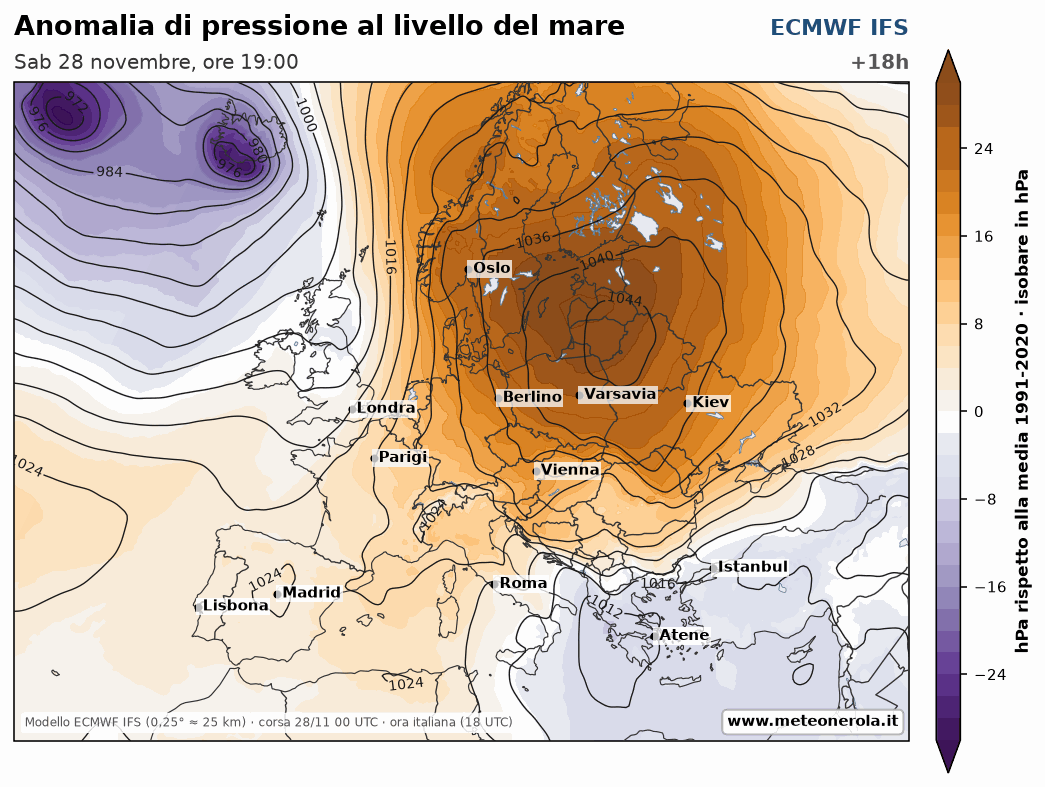 Anomalia di pressione al livello del mare
ECMWF IFS
Sab 28 novembre, ore 19:00
+18h
972
976
1000
980
976
984
1016
1036
Oslo
1040
1044
Berlino
Varsavia
Kiev
Londra
1032
Parigi
1028
Vienna
1024
1024
Istanbul
1024
Madrid
Roma
1016
Lisbona
1012
Atene
1024
Modello ECMWF IFS (0,25° ≈ 25 km) · corsa 28/11 00 UTC · ora italiana (18 UTC)
www.meteonerola.it
24
16
8
0
−8
−16
−24
hPa rispetto alla media 1991-2020 · isobare in hPa